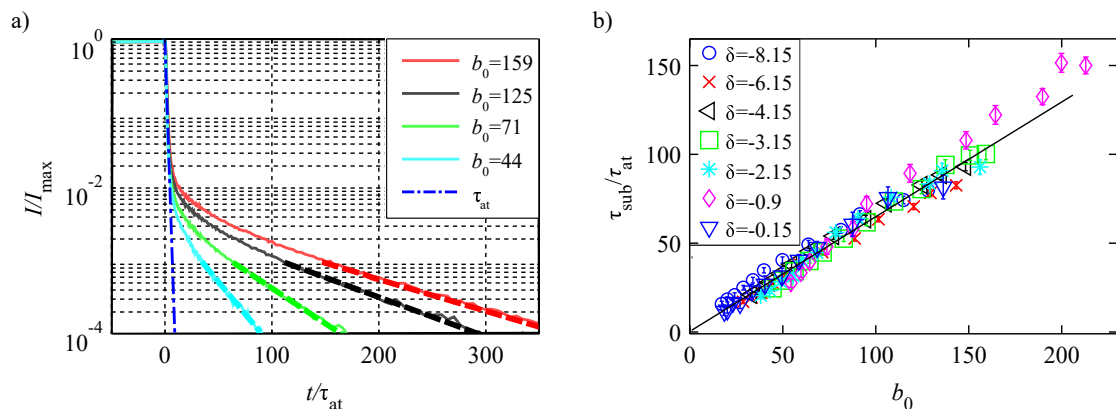 a)
I/I_max
10^0
10^-2
10^-4
b_0=159
b_0=125
b_0=71
b_0=44
τ_at
0
100
200
300
t/τ_at
b)
τ_sub/τ_at
150
100
50
0
δ=-8.15
δ=-6.15
δ=-4.15
δ=-3.15
δ=-2.15
δ=-0.9
δ=-0.15
0
50
100
150
200
b_0